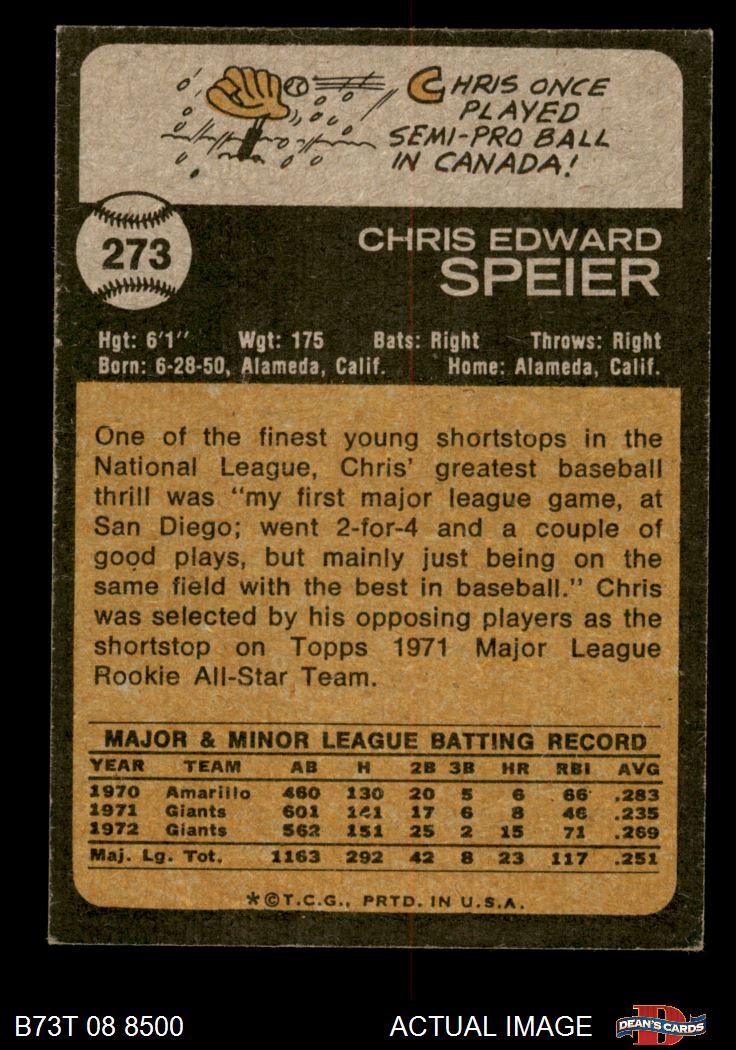 CHRIS ONCE
PLAYED
SEMI-PRO BALL
IN CANADA!
273
CHRIS EDWARD
SPEIER
Hgt: 6'1" Wgt: 175 Bats: Right Throws: Right
Born: 6-28-50, Alameda, Calif. Home: Alameda, Calif.
One of the finest young shortstops in the
National League, Chris' greatest baseball
thrill was "my first major league game, at
San Diego; went 2-for-4 and a couple of
good plays, but mainly just being on the
same field with the best in baseball." Chris
was selected by his opposing players as the
shortstop on Topps 1971 Major League
Rookie All-Star Team.
MAJOR & MINOR LEAGUE BATTING RECORD
YEAR TEAM AB H 2B 3B HR RBI AVG
1970 Amarillo 460 130 20 5 6 66 .283
1971 Giants 601 141 17 6 8 46 .235
1972 Giants 562 151 25 2 15 71 .269
Maj. Lg. Tot. 1163 292 42 8 23 117 .251
*©T.C.G., PRTD. IN U.S.A.
B73T 08 8500 ACTUAL IMAGE
D
DEAN'S CARDS